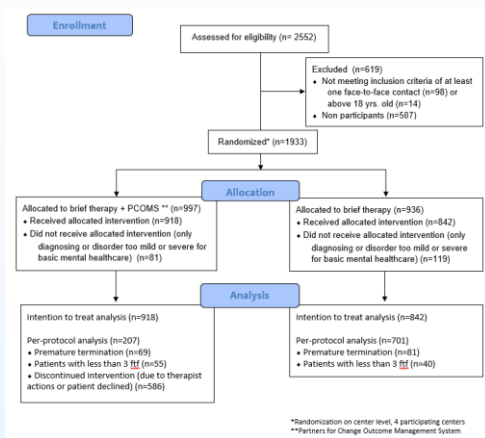 Enrollment
Assessed for eligibility (n= 2552)
Excluded (n=619)
• Not meeting inclusion criteria of at least
one face-to-face contact (n=98) or
above 18 yrs. old (n=14)
• Non participants (n=507)
Randomized* (n=1933)
Allocation
Allocated to brief therapy + PCOMS ** (n=997)
• Received allocated intervention (n=918)
• Did not receive allocated intervention (only
diagnosing or disorder too mild or severe for
basic mental healthcare) (n=81)
Allocated to brief therapy (n=936)
• Received allocated intervention (n=842)
• Did not receive allocated intervention (only
diagnosing or disorder too mild or severe for
basic mental healthcare) (n=119)
Analysis
Intention to treat analysis (n=918)
Per-protocol analysis (n=207)
• Premature termination (n=69)
• Patients with less than 3 ftf (n=55)
• Discontinued intervention (due to therapist
actions or patient declined) (n=586)
Intention to treat analysis (n=842)
Per-protocol analysis (n=701)
• Premature termination (n=81)
• Patients with less than 3 ftf (n=40)
*Randomization on center level, 4 participating centers
**Partners for Change Outcome Management System